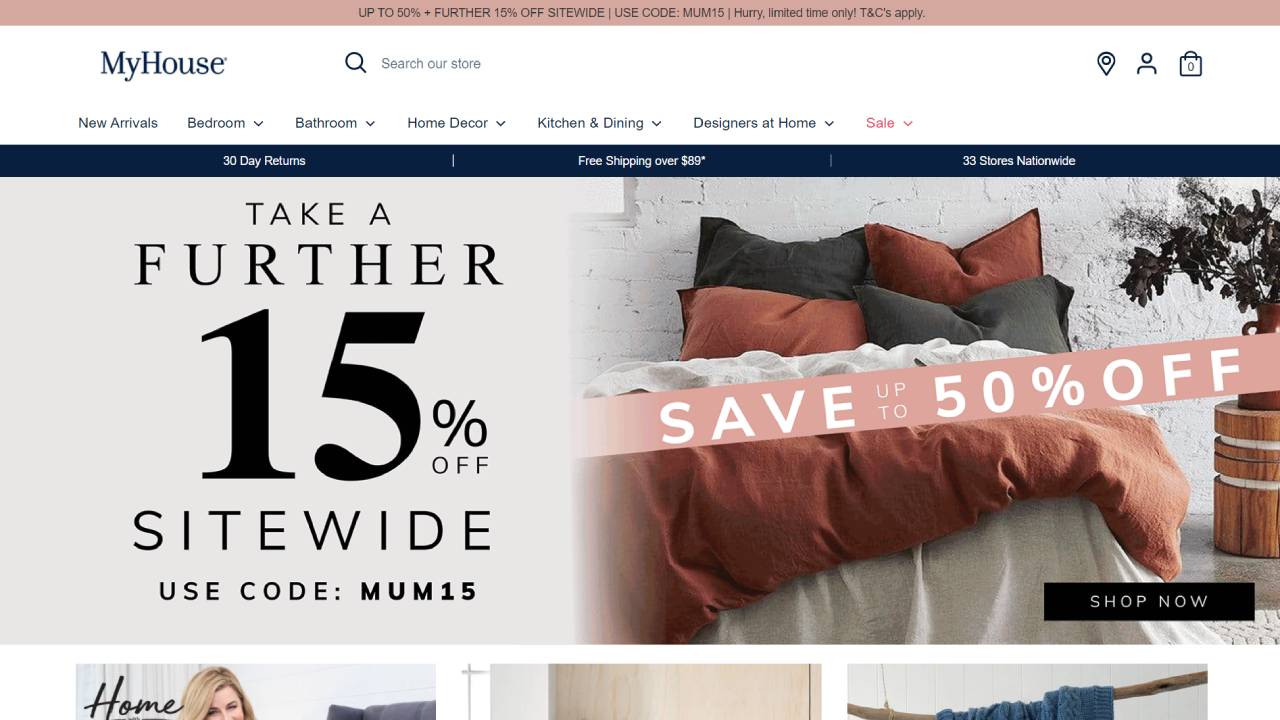 UP TO 50% + FURTHER 15% OFF SITEWIDE | USE CODE: MUM15 | Hurry, limited time only! T&C's apply.
MyHouse
Search our store
0
New Arrivals Bedroom Bathroom Home Decor Kitchen & Dining Designers at Home Sale
30 Day Returns | Free Shipping over $89* | 33 Stores Nationwide
TAKE A
FURTHER
15%
OFF
SITEWIDE
USE CODE: MUM15
SAVE UP TO 50% OFF
SHOP NOW
Home